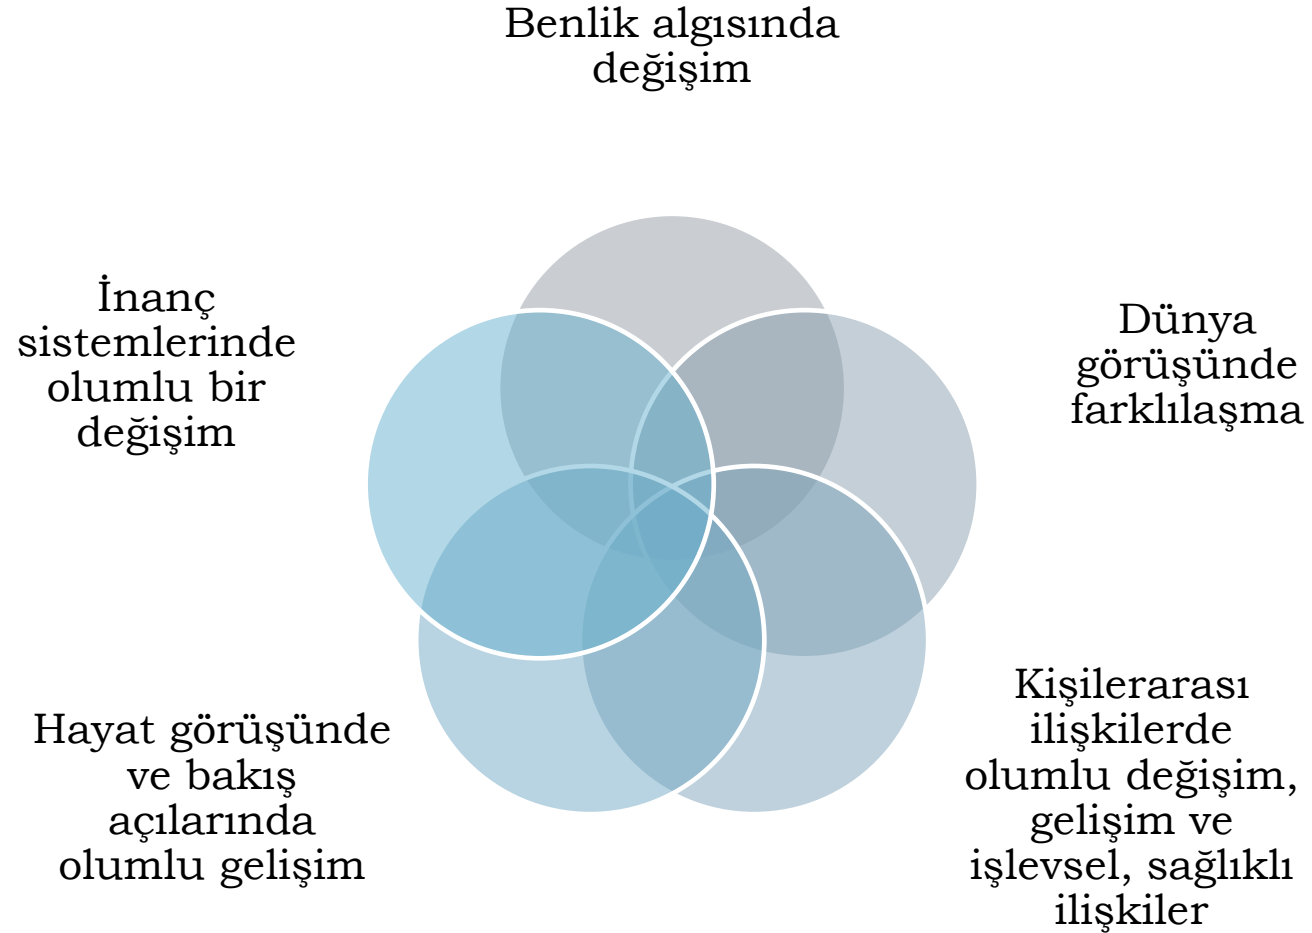 Benlik algısında
değişim
İnanç
sistemlerinde
olumlu bir
değişim
Dünya
görüşünde
farklılaşma
Hayat görüşünde
ve bakış
açılarında
olumlu gelişim
Kişilerarası
ilişkilerde
olumlu değişim,
gelişim ve
işlevsel, sağlıklı
ilişkiler